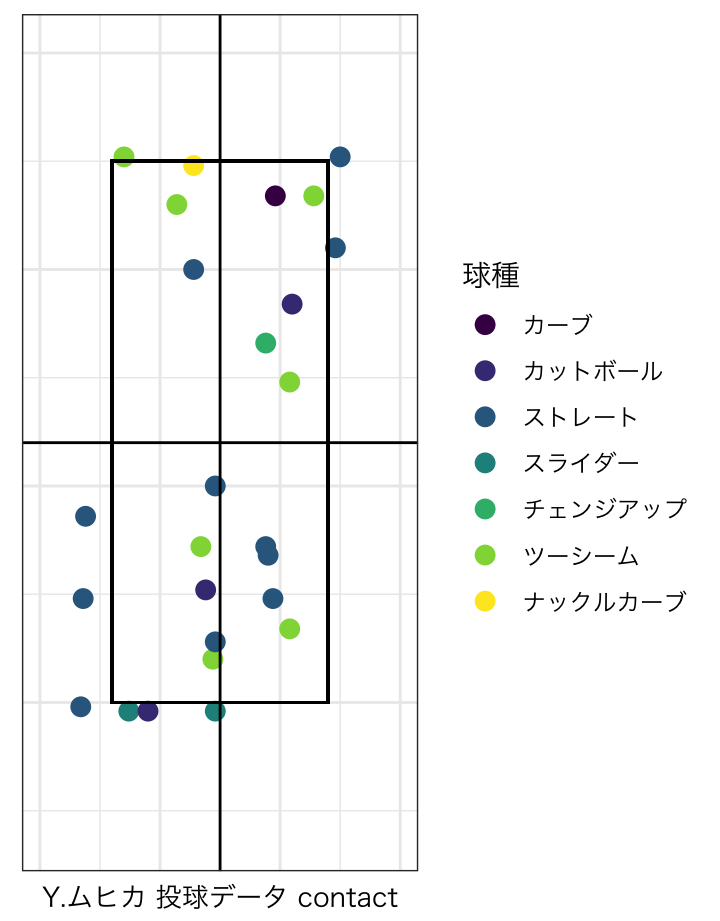 球種
カーブ
カットボール
ストレート
スライダー
チェンジアップ
ツーシーム
ナックルカーブ
Y.ムヒカ 投球データ contact